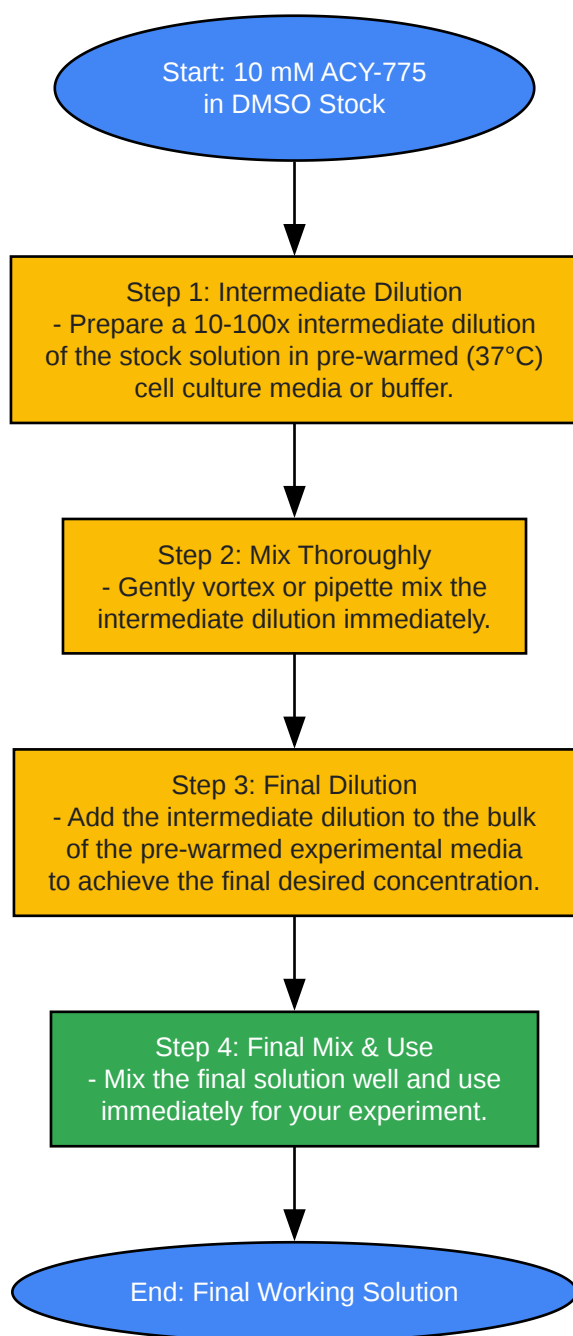 Start: 10 mM ACY-775
in DMSO Stock
Step 1: Intermediate Dilution
- Prepare a 10-100x intermediate dilution
of the stock solution in pre-warmed (37°C)
cell culture media or buffer.
Step 2: Mix Thoroughly
- Gently vortex or pipette mix the
intermediate dilution immediately.
Step 3: Final Dilution
- Add the intermediate dilution to the bulk
of the pre-warmed experimental media
to achieve the final desired concentration.
Step 4: Final Mix & Use
- Mix the final solution well and use
immediately for your experiment.
End: Final Working Solution